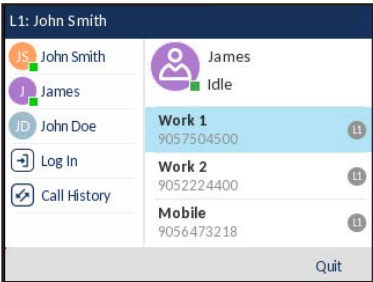 L1: John Smith
JS John Smith
J James
JD John Doe
Log In
Call History
James
Idle
Work 1
9057504500
L1
Work 2
9052224400
L1
Mobile
9056473218
L1
Quit